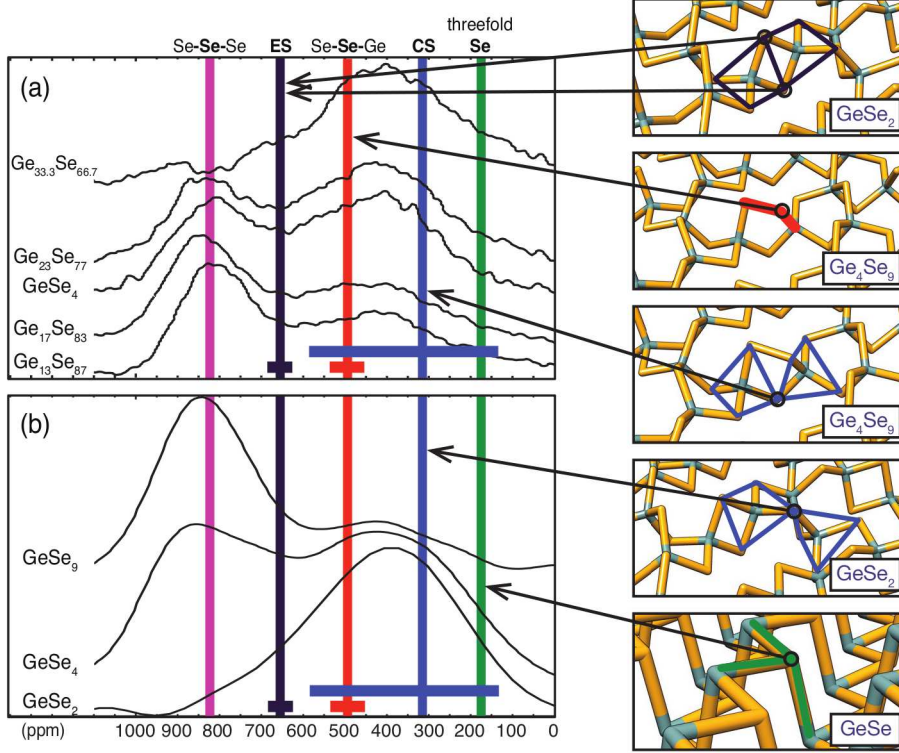 threefold
Se-Se-Se ES Se-Se-Ge CS Se
(a)
Ge33.3Se66.7
Ge23Se77
GeSe4
Ge17Se83
Ge13Se87
(b)
GeSe9
GeSe4
GeSe2
(ppm) 1000 900 800 700 600 500 400 300 200 100 0
GeSe2
Ge4Se9
Ge4Se9
GeSe2
GeSe